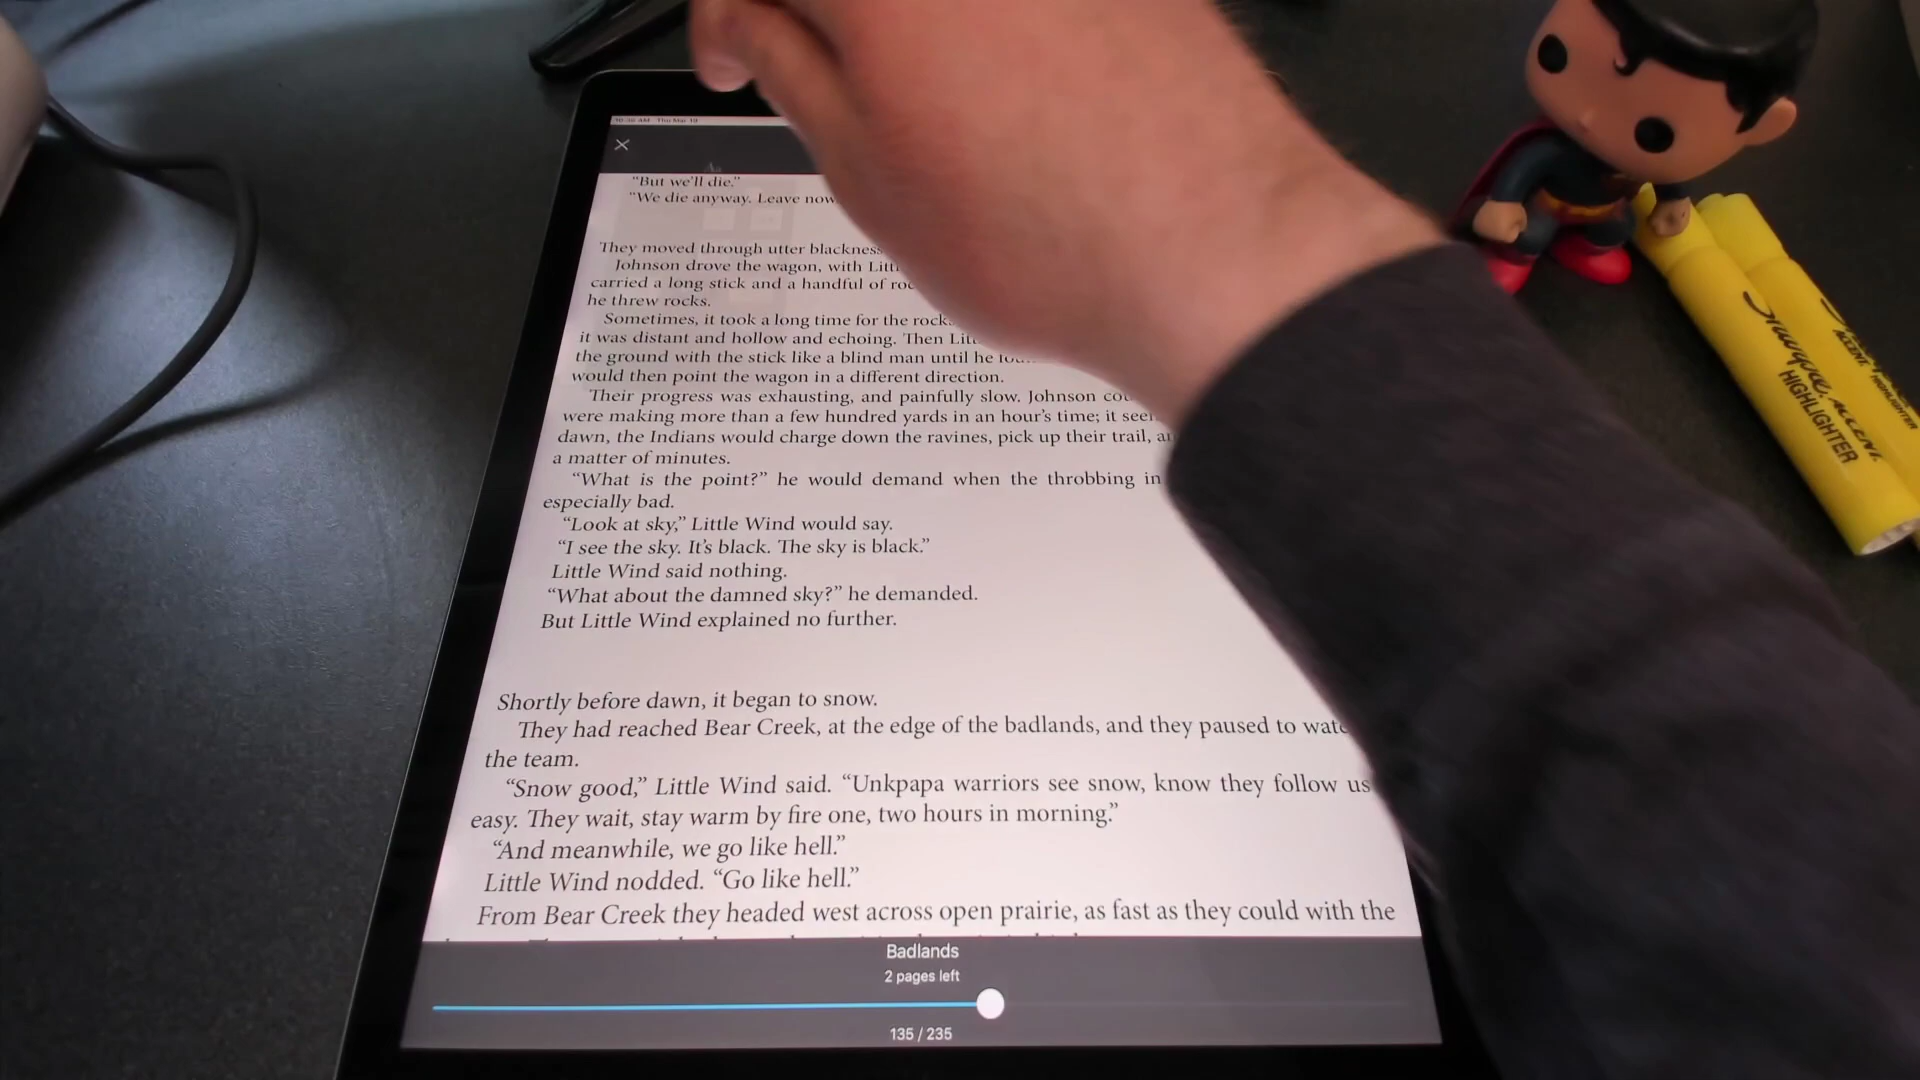 10:36 AM Thu Mar 19
Aa
“But we’ll die.”
“We die anyway. Leave now
They moved through utter blackness
Johnson drove the wagon, with
carried a long stick and a handful of
he threw rocks.
Sometimes, it took a long time for the
it was distant and hollow and echoing. Then
the ground with the stick like a blind man until he
would then point the wagon in a different direction.
Their progress was exhausting, and painfully slow. Johnson
were making more than a few hundred yards in an hour’s time; it
dawn, the Indians would charge down the ravines, pick up their trail,
a matter of minutes.
“What is the point?” he would demand when the throbbing in
especially bad.
“Look at sky,” Little Wind would say.
“I see the sky. It’s black. The sky is black.”
Little Wind said nothing.
“What about the damned sky?” he demanded.
But Little Wind explained no further.
Shortly before dawn, it began to snow.
They had reached Bear Creek, at the edge of the badlands, and they paused to
the team.
“Snow good,” Little Wind said. “Unkpapa warriors see snow, know they follow us
easy. They wait, stay warm by fire one, two hours in morning.”
“And meanwhile, we go like hell.”
Little Wind nodded. “Go like hell.”
From Bear Creek they headed west across open prairie, as fast as they could with the
Badlands
2 pages left
135 / 235
ACCENT.
HIGHLIGHTER
ACCENT.
HIGHLIGHTER